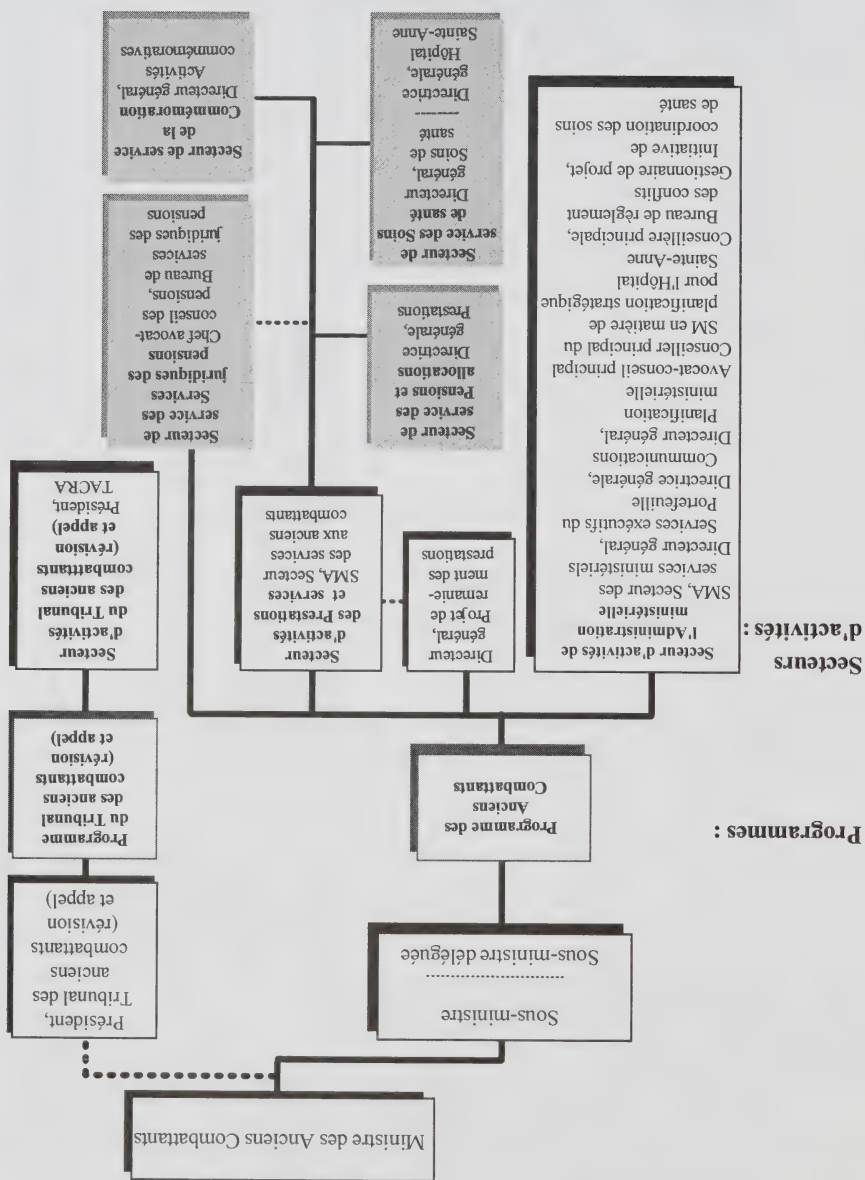 Ministre des Anciens Combattants
Sous-ministre
Sous-ministre déléguée
Président,
Tribunal des
anciens
combattants
(révision
et appel)
Programmes :
Programme des
Anciens
Combattants
Programme
du Tribunal
des anciens
combattants
(révision
et appel)
Secteurs
d'activités :
Secteur d'activités de
l'Administration
ministérielle
SMA, Secteur des
services ministériels
Directeur général,
Services exécutifs du
Portefeuille
Directrice générale,
Communications
Directeur général,
Planification
ministérielle
Avocat-conseil principal
Conseiller principal du
SM en matière de
planification stratégique
pour l'Hôpital
Sainte-Anne
Conseillère principale,
Bureau de règlement
des conflits
Gestionnaire de projet,
Initiative de
coordination des soins
de santé
Directeur
général,
Projet de
remanie-
ment des
prestations
Secteur
d'activités
des Prestations
et services
SMA, Secteur
des services
aux anciens
combattants
Secteur
d'activités
du Tribunal
des anciens
combattants
(révision
et appel)
Président,
TACRA
Secteur de
service des
Pensions et
allocations
Directrice
générale,
Prestations
Secteur de
service des
Services
juridiques des
pensions
Chef avocat-
conseil des
pensions,
Bureau de
services
juridiques des
pensions
Secteur de
service des Soins
de santé
Directeur
général,
Soins de
santé
Directrice
générale,
Hôpital
Sainte-Anne
Secteur de service
de la
Commémoration
Directeur général,
Activités
commémoratives